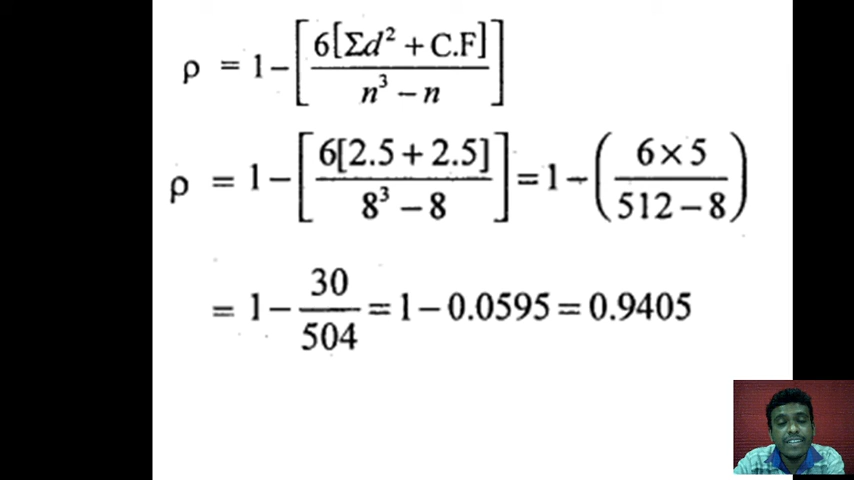 ρ = 1 − [ 6[Σd² + C.F] / n³ − n ]
ρ = 1 − [ 6[2.5 + 2.5] / 8³ − 8 ] = 1 − ( 6 × 5 / 512 − 8 )
= 1 − 30 / 504 = 1 − 0.0595 = 0.9405